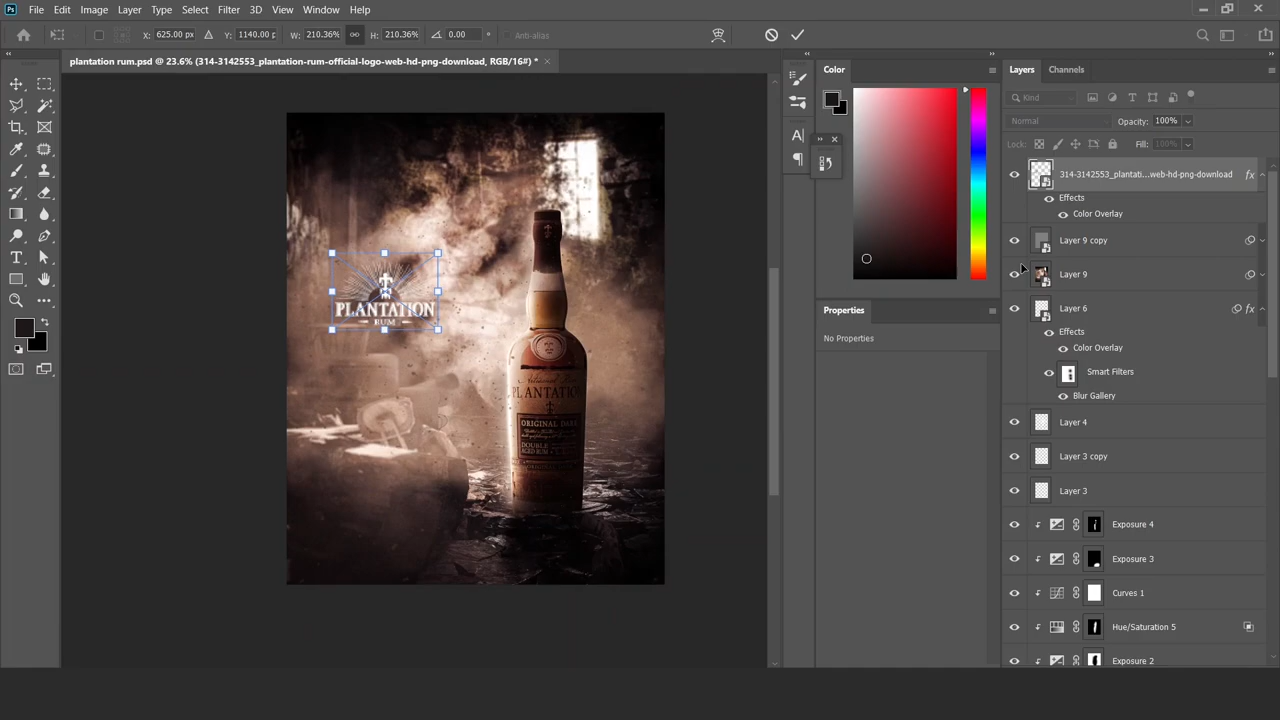 Ps File Edit Image Layer Type Select Filter 3D View Window Help
X: 625.00 px Y: 1140.00 p W: 210.36% H: 210.36% 0.00 ° Anti-alias
plantation rum.psd @ 23.6% (314-3142553_plantation-rum-official-logo-web-hd-png-download, RGB/16#) * ×
Color
Properties
No Properties
Layers Channels
Kind
Normal Opacity: 100%
Lock: Fill: 100%
314-3142553_plantati...web-hd-png-download fx
Effects
Color Overlay
Layer 9 copy
Layer 9
Layer 6 fx
Effects
Color Overlay
Smart Filters
Blur Gallery
Layer 4
Layer 3 copy
Layer 3
Exposure 4
Exposure 3
Curves 1
Hue/Saturation 5
Exposure 2
PLANTATION
RUM
PLANTATION
ORIGINAL DARK
DOUBLE
AGED RUM